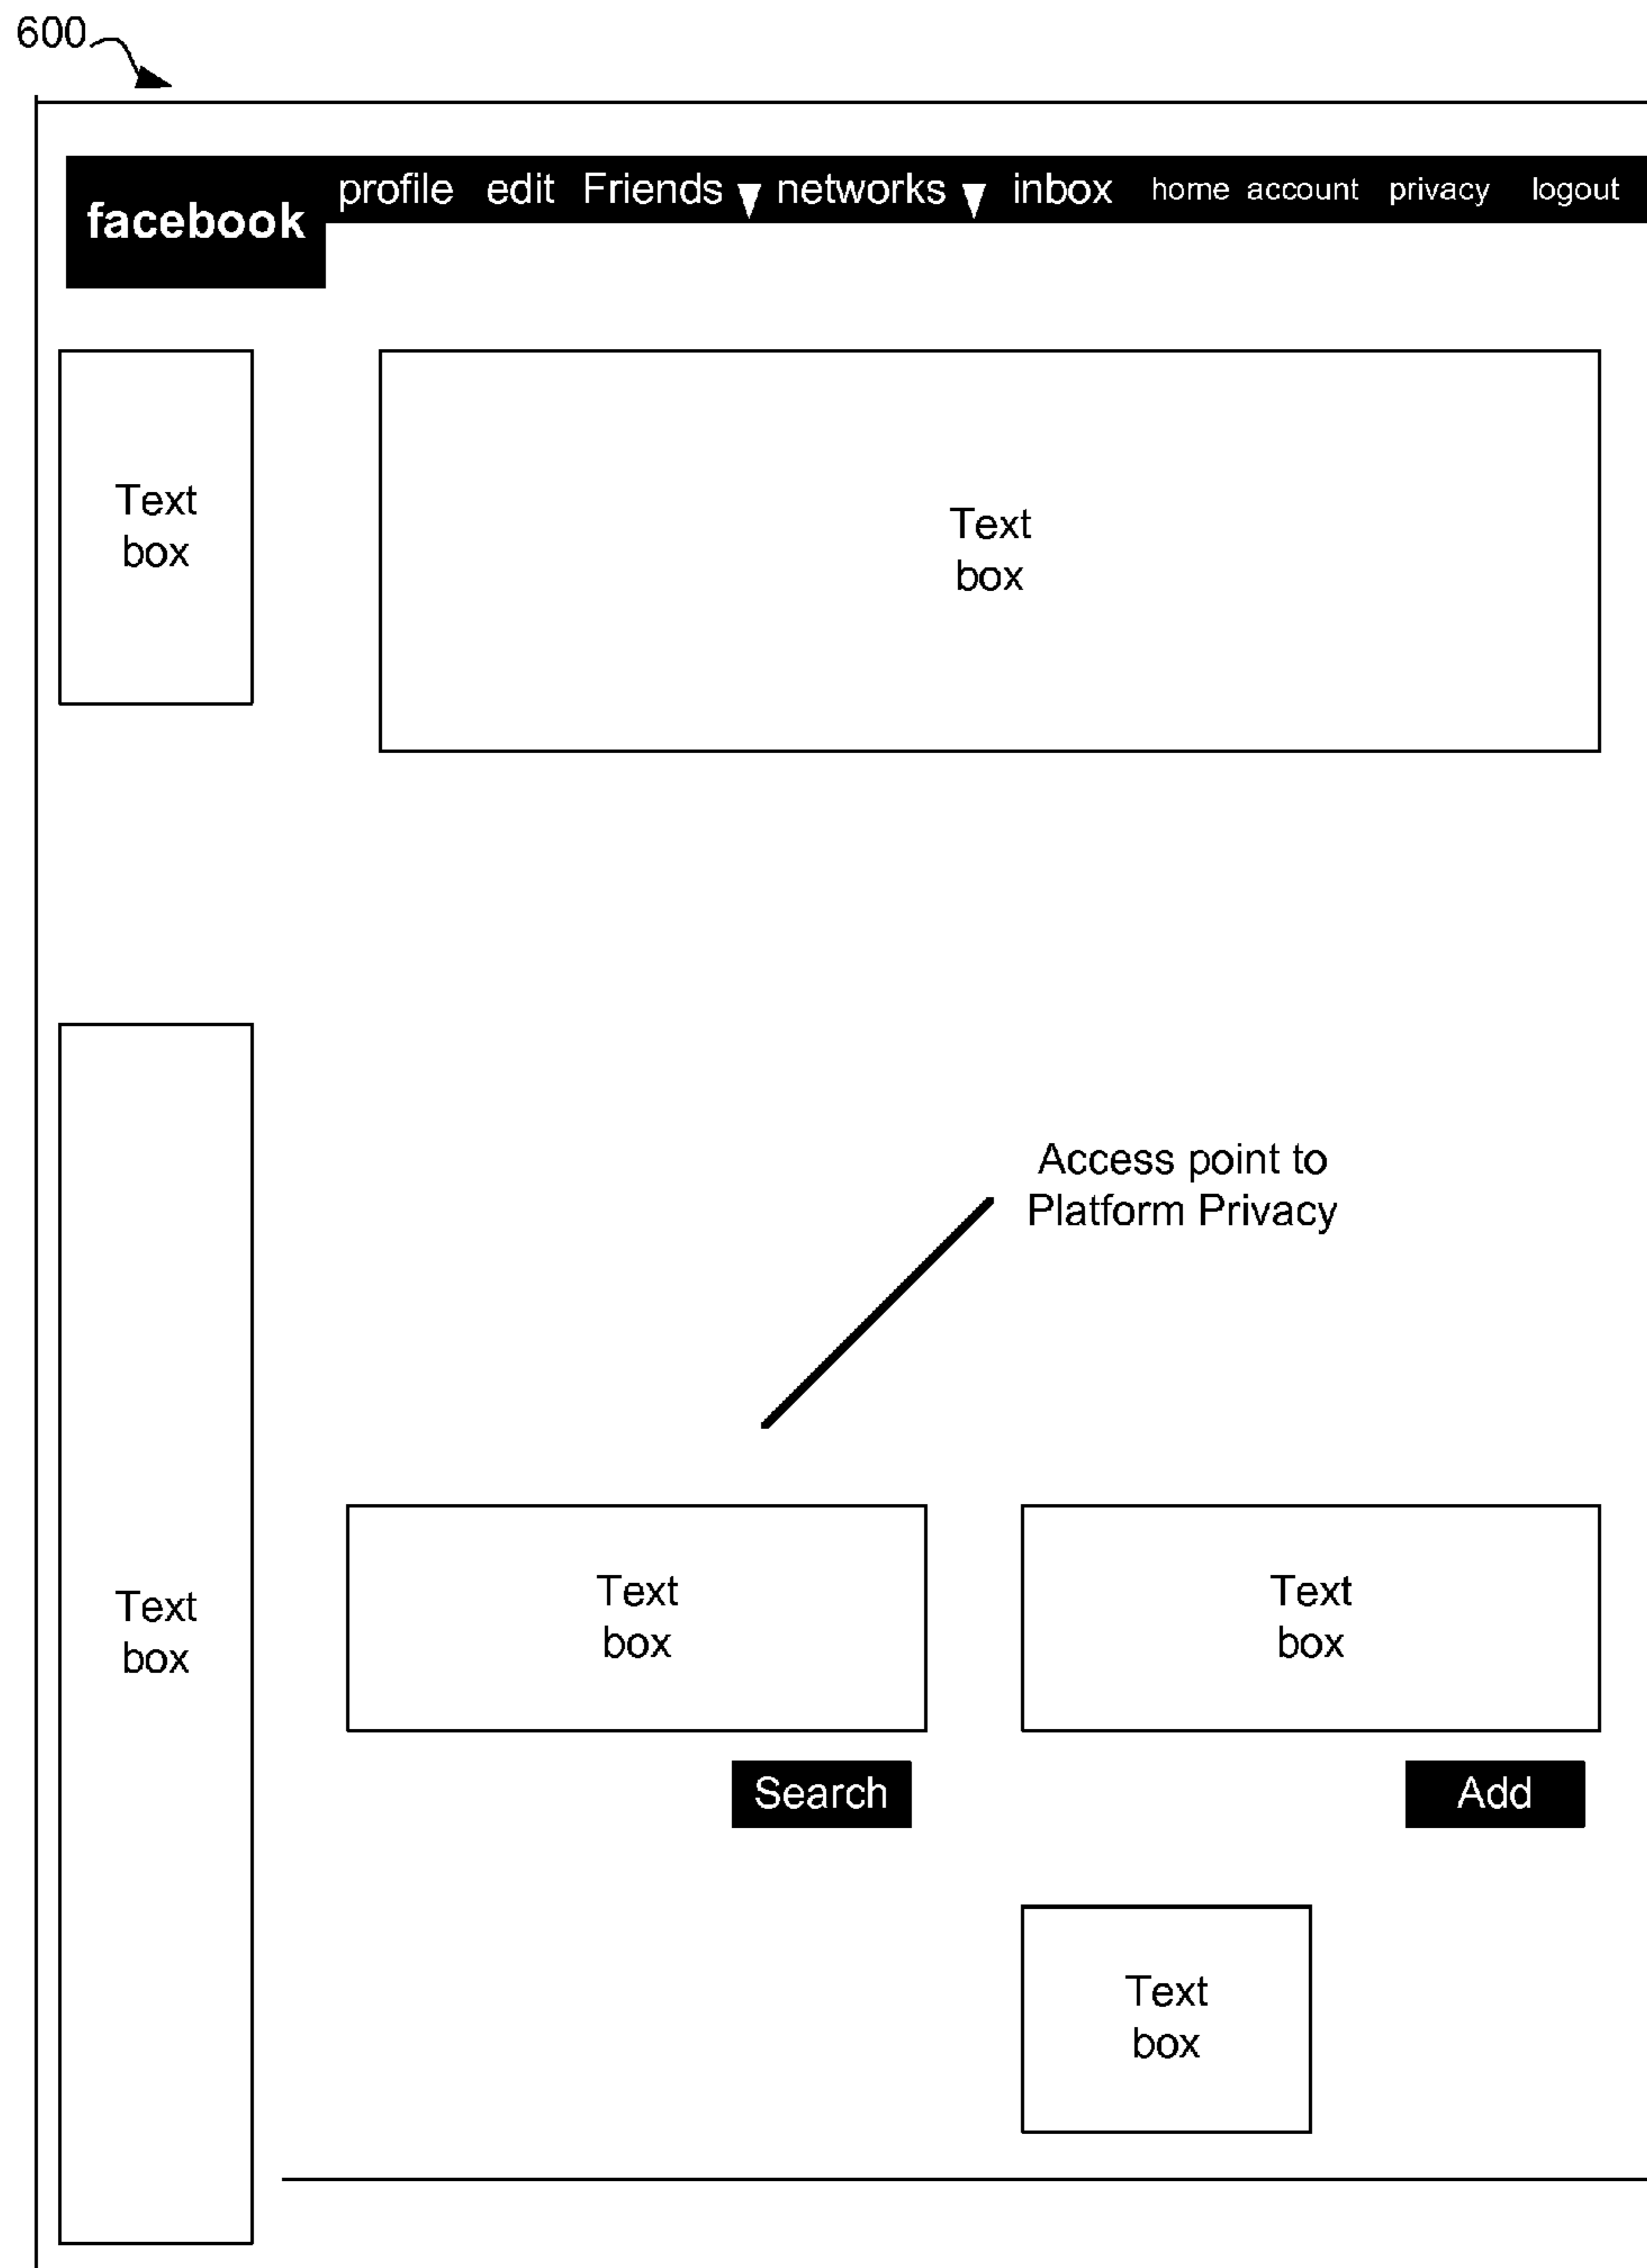 600
facebook
profile edit Friends networks inbox home account privacy logout
Text
box
Text
box
Access point to
Platform Privacy
Text
box
Text
box
Text
box
Search
Add
Text
box